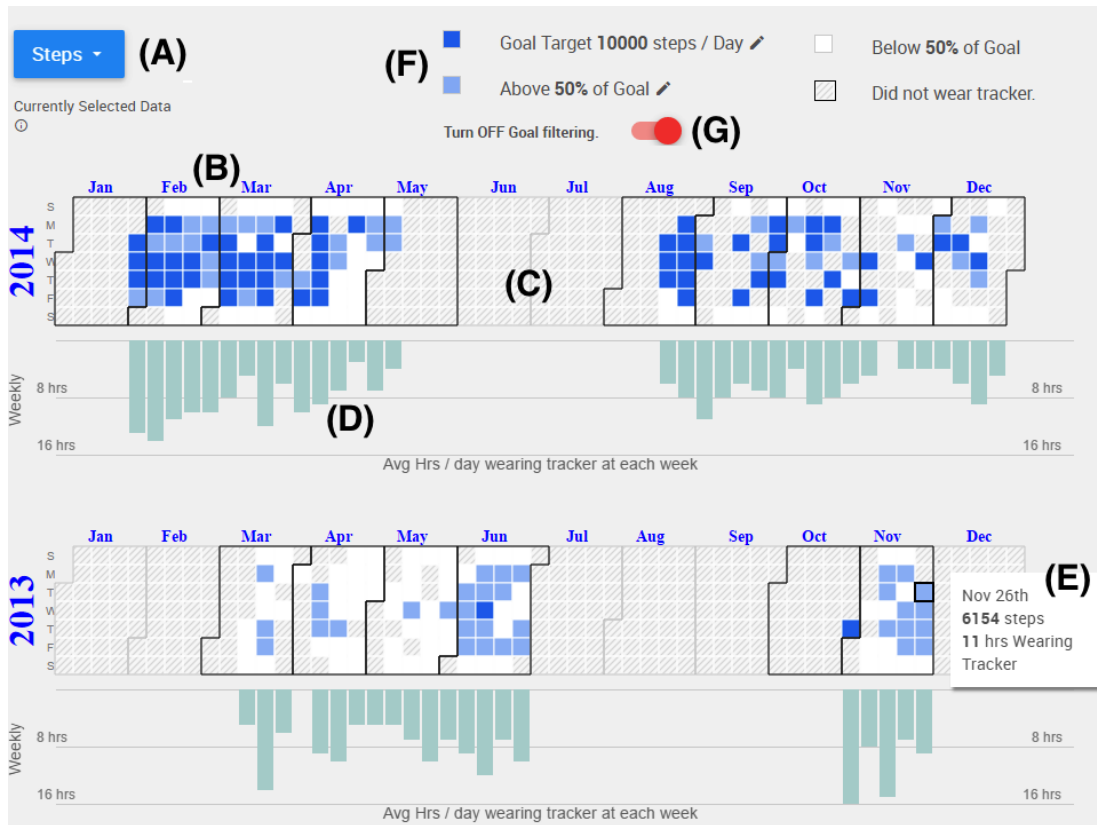 Steps
(A)
Currently Selected Data
(F)
Goal Target 10000 steps / Day
Above 50% of Goal
Below 50% of Goal
Did not wear tracker.
Turn OFF Goal filtering.
(G)
(B)
Jan Feb Mar Apr May Jun Jul Aug Sep Oct Nov Dec
2014
S
M
T
W
T
F
S
(C)
Weekly
8 hrs 8 hrs
(D)
16 hrs 16 hrs
Avg Hrs / day wearing tracker at each week
Jan Feb Mar Apr May Jun Jul Aug Sep Oct Nov Dec
2013
S
M
T
W
T
F
S
(E)
Nov 26th
6154 steps
11 hrs Wearing
Tracker
Weekly
8 hrs 8 hrs
16 hrs 16 hrs
Avg Hrs / day wearing tracker at each week